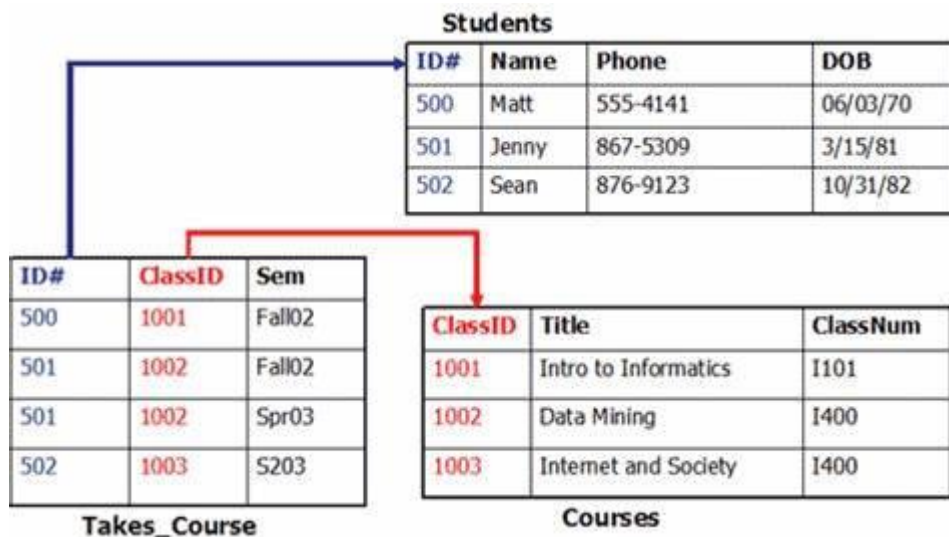 Students
ID# Name Phone DOB
500 Matt 555-4141 06/03/70
501 Jenny 867-5309 3/15/81
502 Sean 876-9123 10/31/82
ID# ClassID Sem
500 1001 Fall02
501 1002 Fall02
501 1002 Spr03
502 1003 S203
Takes_Course
ClassID Title ClassNum
1001 Intro to Informatics I101
1002 Data Mining I400
1003 Internet and Society I400
Courses